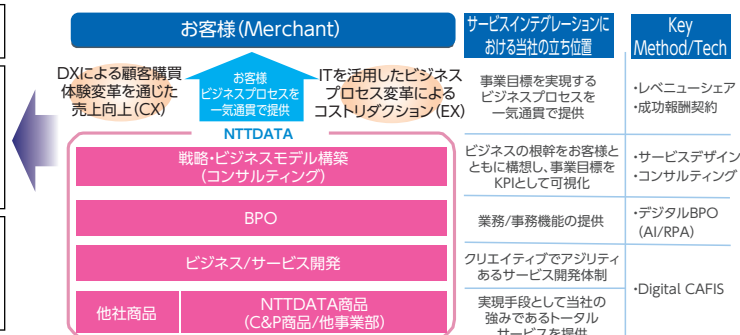 お客様(Merchant)
DXによる顧客購買
体験変革を通じた
売上向上(CX)
お客様
ビジネスプロセスを
一気通貫で提供
ITを活用したビジネス
プロセス変革による
コストリダクション(EX)
NTTDATA
戦略・ビジネスモデル構築
(コンサルティング)
BPO
ビジネス/サービス開発
他社商品
NTTDATA商品
(C&P商品/他事業部)
サービスインテグレーションに
おける当社の立ち位置
Key
Method/Tech
事業目標を実現する
ビジネスプロセスを
一気通貫で提供
・レベニューシェア
・成功報酬契約
ビジネスの根幹をお客様と
ともに構想し、事業目標を
KPIとして可視化
・サービスデザイン
・コンサルティング
業務/事務機能の提供
・デジタルBPO
(AI/RPA)
クリエイティブでアジリティ
あるサービス開発体制
実現手段として当社の
強みであるトータル
サービスを提供
・Digital CAFIS